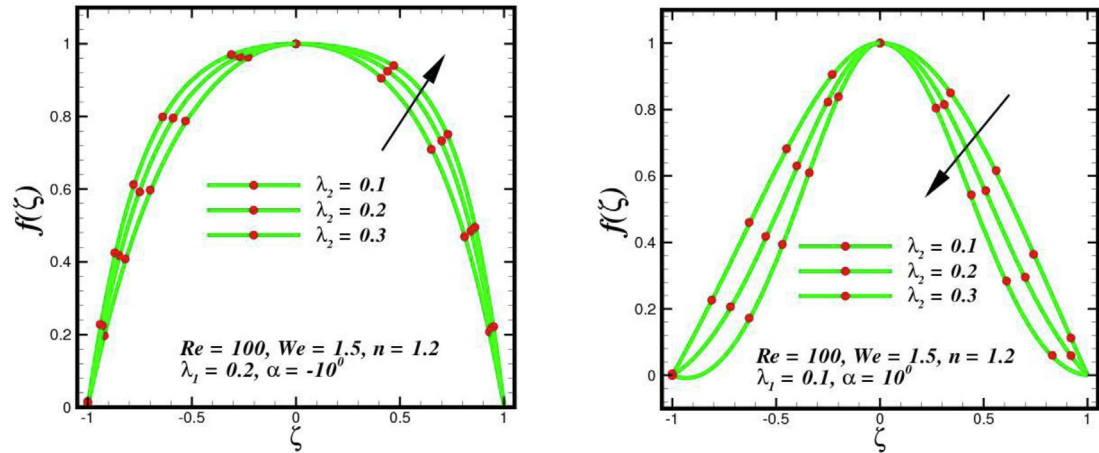 f(ζ)
1
0.8
0.6
0.4
0.2
0
-1
-0.5
0
0.5
1
ζ
λ₂ = 0.1
λ₂ = 0.2
λ₂ = 0.3
Re = 100, We = 1.5, n = 1.2
λ₁ = 0.2, α = -10⁰
f(ζ)
1
0.8
0.6
0.4
0.2
0
-1
-0.5
0
0.5
1
ζ
λ₂ = 0.1
λ₂ = 0.2
λ₂ = 0.3
Re = 100, We = 1.5, n = 1.2
λ₁ = 0.1, α = 10⁰